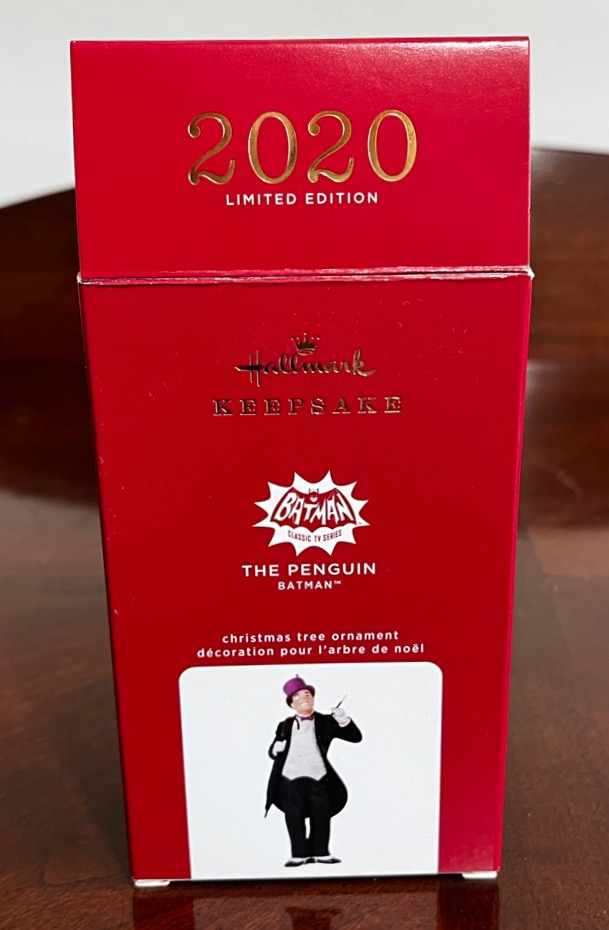 2020
LIMITED EDITION
Hallmark
KEEPSAKE
BATMAN
CLASSIC TV SERIES
THE PENGUIN
BATMAN™
christmas tree ornament
décoration pour l'arbre de noël